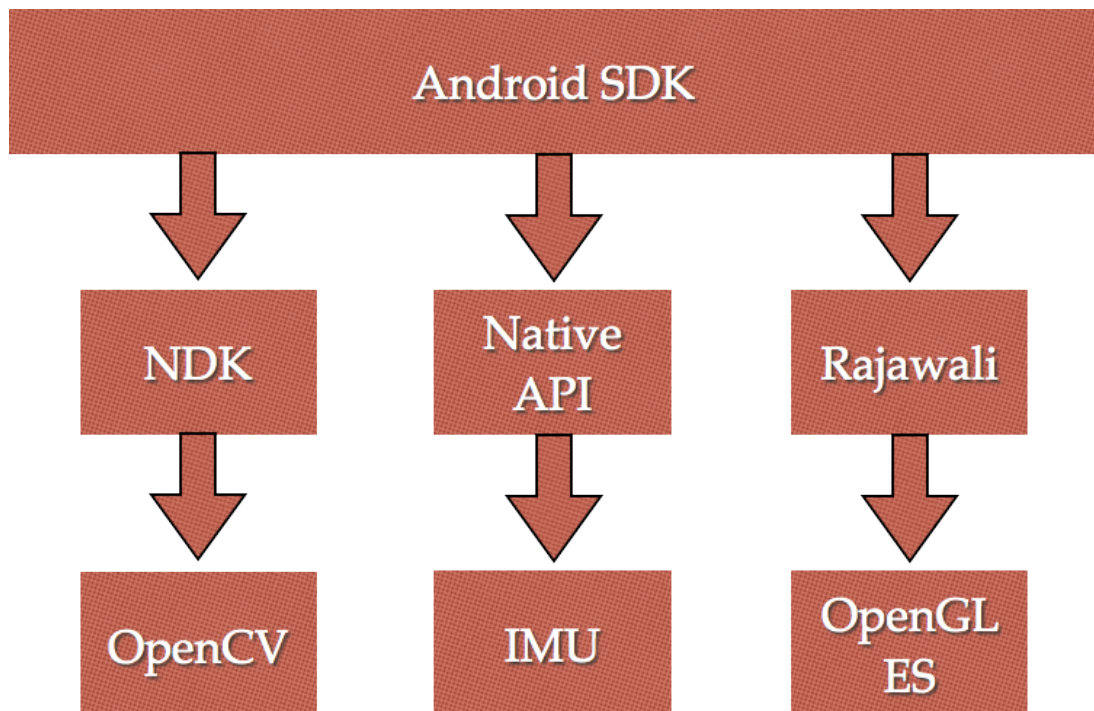 Android SDK
NDK
Native
API
Rajawali
OpenCV
IMU
OpenGL
ES